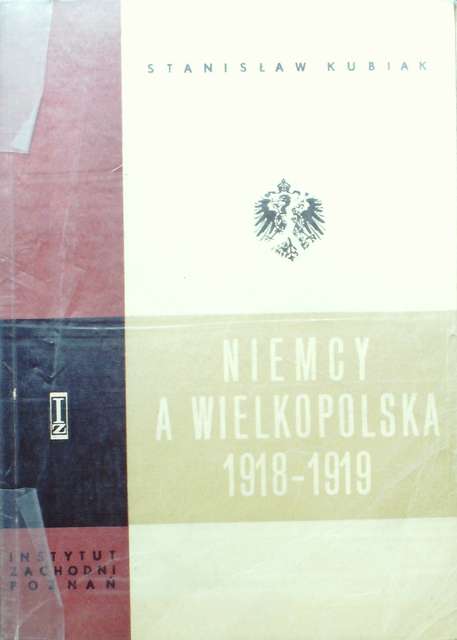 STANISŁAW KUBIAK
NIEMCY
A WIELKOPOLSKA
1918-1919
IZ
INSTYTUT
ZACHODNI
POZNAŃ